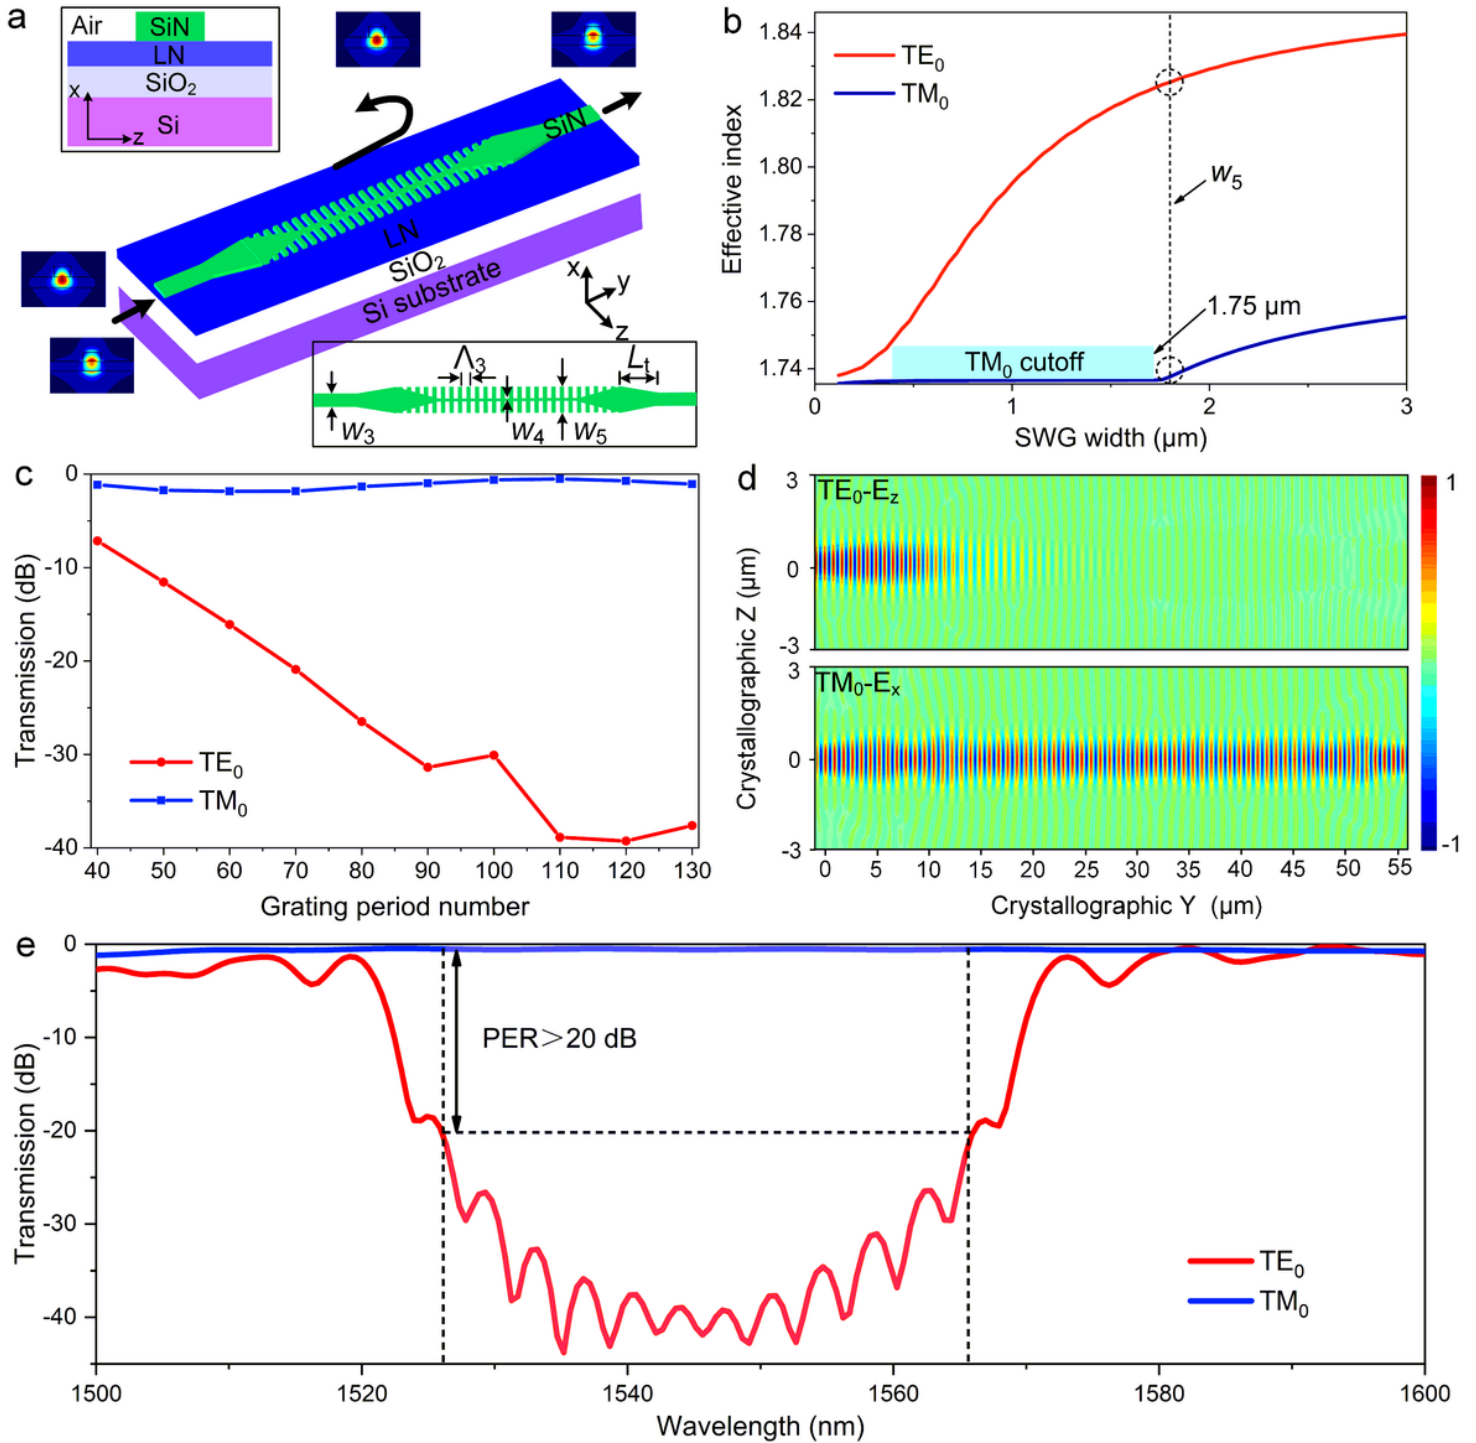 a
Air
SiN
LN
SiO₂
Si
x
z
SiN
LN
SiO₂
Si substrate
x
y
z
Λ₃
Lₜ
w₃
w₄
w₅
b
1.84
1.82
1.80
1.78
1.76
1.74
Effective index
TE₀
TM₀
w₅
1.75 µm
TM₀ cutoff
0
1
2
3
SWG width (µm)
c
0
-10
-20
-30
-40
Transmission (dB)
TE₀
TM₀
40 50 60 70 80 90 100 110 120 130
Grating period number
d
3
0
-3
TE₀-E_z
3
0
-3
TM₀-Eₓ
Crystallographic Z (µm)
0 5 10 15 20 25 30 35 40 45 50 55
Crystallographic Y (µm)
1
-1
e
0
-10
-20
-30
-40
Transmission (dB)
PER＞20 dB
TE₀
TM₀
1500 1520 1540 1560 1580 1600
Wavelength (nm)